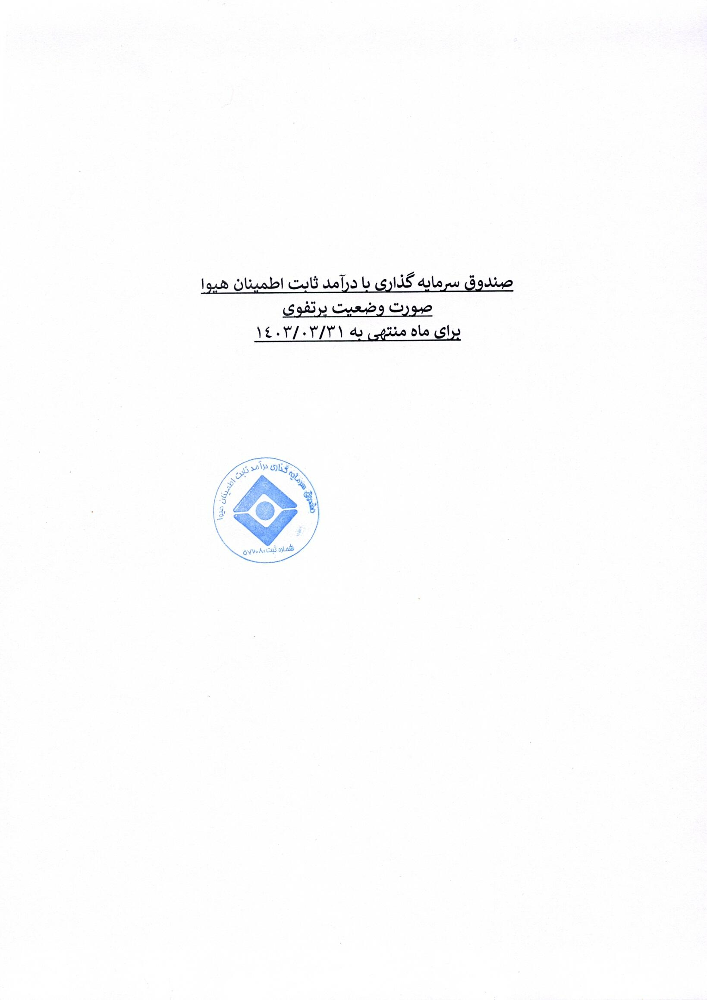 صندوق سرمایه گذاری با درآمد ثابت اطمینان هیوا
صورت وضعیت پرتفوی
برای ماه منتهی به ۱٤۰۳/۰۳/۳۱
صندوق سرمایه گذاری درآمد ثابت اطمینان هیوا
شماره ثبت: ۵۷۲۰۸